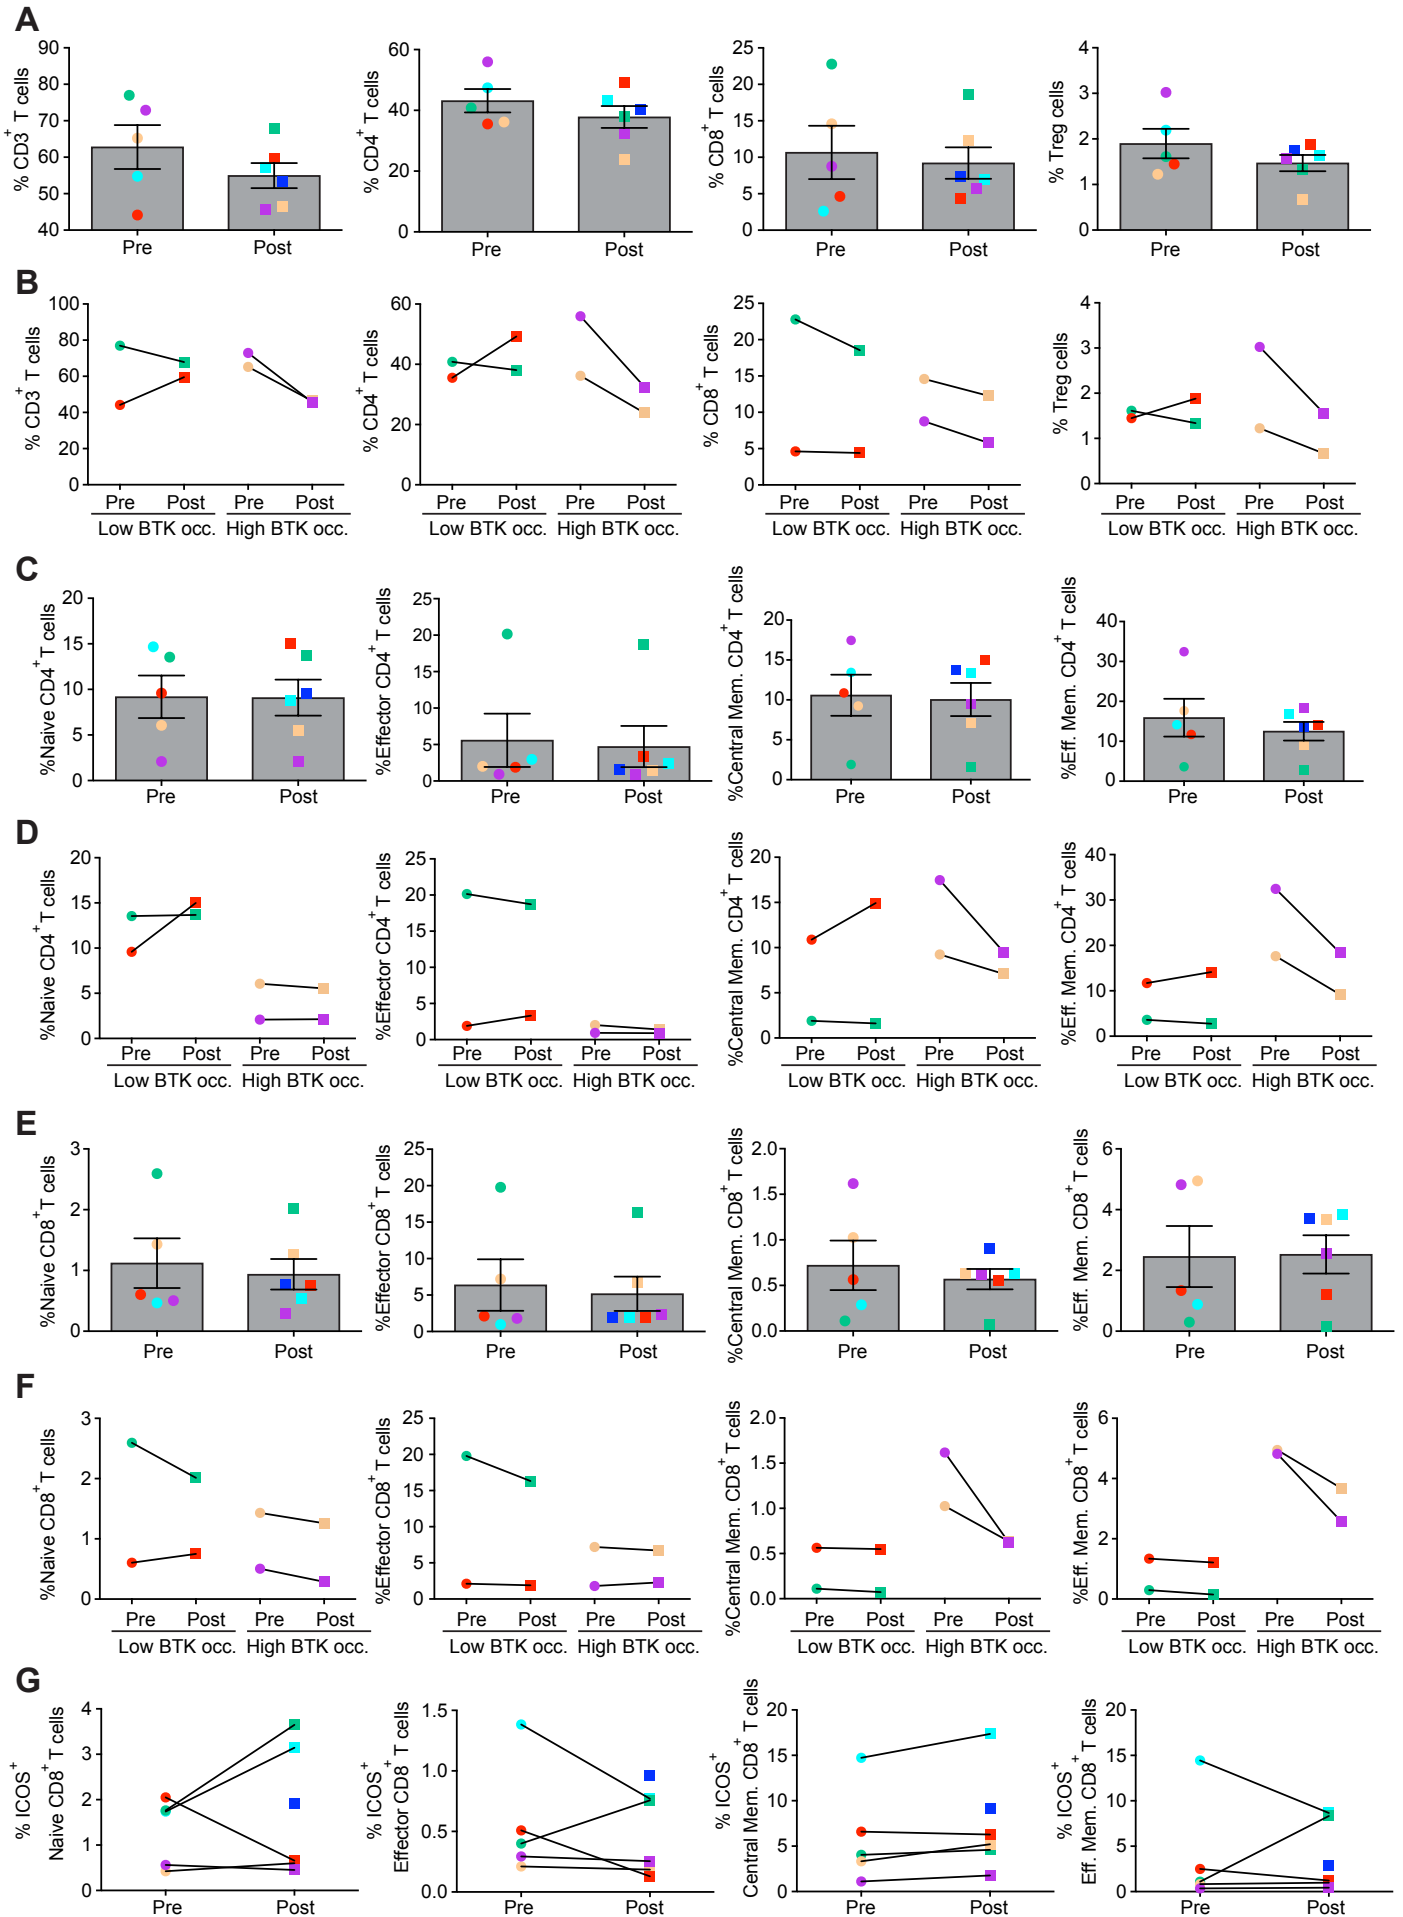 A
% CD3+ T cells
90
80
70
60
50
40
Pre Post
% CD4+ T cells
60
40
20
0
Pre Post
% CD8+ T cells
25
20
15
10
5
0
Pre Post
% Treg cells
4
3
2
1
0
Pre Post
B
% CD3+ T cells
100
80
60
40
20
0
Pre Post Pre Post
Low BTK occ. High BTK occ.
% CD4+ T cells
60
40
20
0
Pre Post Pre Post
Low BTK occ. High BTK occ.
% CD8+ T cells
25
20
15
10
5
0
Pre Post Pre Post
Low BTK occ. High BTK occ.
% Treg cells
4
3
2
1
0
Pre Post Pre Post
Low BTK occ. High BTK occ.
C
%Naive CD4+ T cells
20
15
10
5
0
Pre Post
%Effector CD4+ T cells
25
20
15
10
5
0
Pre Post
%Central Mem. CD4+ T cells
20
15
10
5
0
Pre Post
%Eff. Mem. CD4+ T cells
40
30
20
10
0
Pre Post
D
%Naive CD4+ T cells
20
15
10
5
0
Pre Post Pre Post
Low BTK occ. High BTK occ.
%Effector CD4+ T cells
25
20
15
10
5
0
Pre Post Pre Post
Low BTK occ. High BTK occ.
%Central Mem. CD4+ T cells
20
15
10
5
0
Pre Post Pre Post
Low BTK occ. High BTK occ.
%Eff. Mem. CD4+ T cells
40
30
20
10
0
Pre Post Pre Post
Low BTK occ. High BTK occ.
E
%Naive CD8+ T cells
3
2
1
0
Pre Post
%Effector CD8+ T cells
25
20
15
10
5
0
Pre Post
%Central Mem. CD8+ T cells
2.0
1.5
1.0
0.5
0.0
Pre Post
%Eff. Mem. CD8+ T cells
6
4
2
0
Pre Post
F
%Naive CD8+ T cells
3
2
1
0
Pre Post Pre Post
Low BTK occ. High BTK occ.
%Effector CD8+ T cells
25
20
15
10
5
0
Pre Post Pre Post
Low BTK occ. High BTK occ.
%Central Mem. CD8+ T cells
2.0
1.5
1.0
0.5
0.0
Pre Post Pre Post
Low BTK occ. High BTK occ.
%Eff. Mem. CD8+ T cells
6
4
2
0
Pre Post Pre Post
Low BTK occ. High BTK occ.
G
% ICOS+
Naive CD8+ T cells
4
3
2
1
0
Pre Post
% ICOS+
Effector CD8+ T cells
1.5
1.0
0.5
0.0
Pre Post
% ICOS+
Central Mem. CD8+ T cells
20
15
10
5
0
Pre Post
% ICOS+
Eff. Mem. CD8+ T cells
20
15
10
5
0
Pre Post